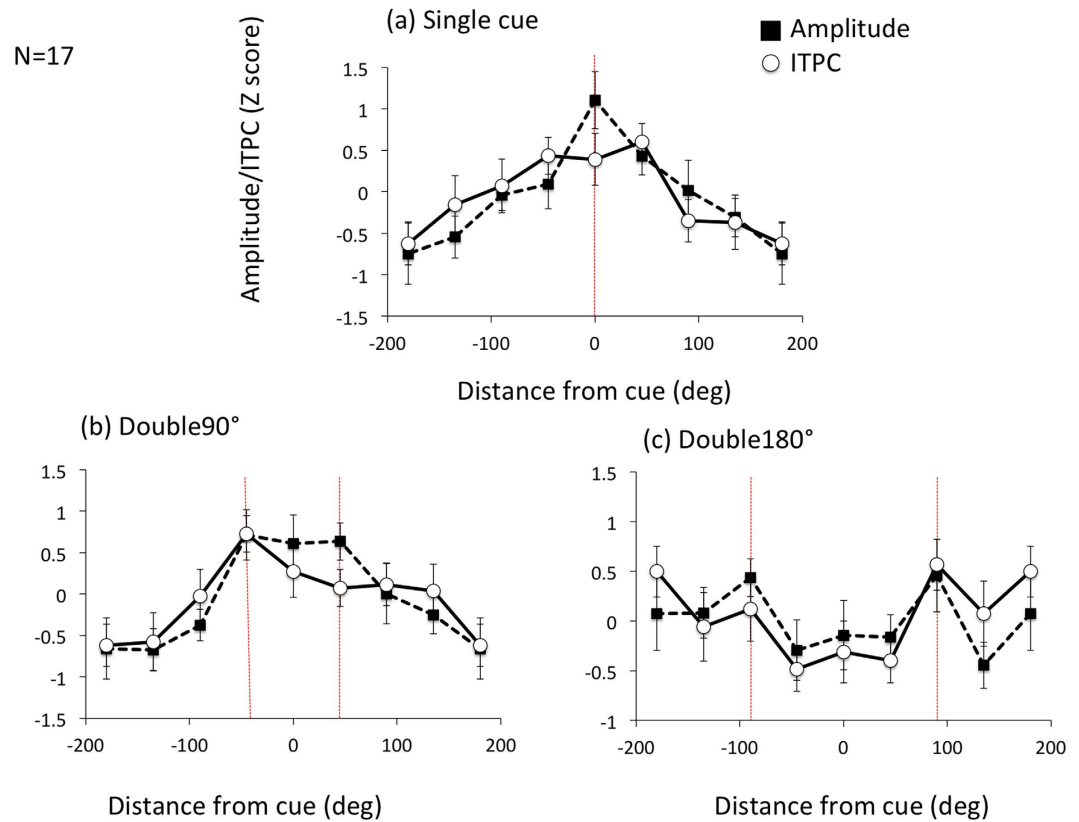 (a) Single cue
N=17
Amplitude
ITPC
Amplitude/ITPC (Z score)
1.5
1
0.5
0
-0.5
-1
-1.5
-200 -100 0 100 200
Distance from cue (deg)
(b) Double90°
1.5
1
0.5
0
-0.5
-1
-1.5
-200 -100 0 100 200
Distance from cue (deg)
(c) Double180°
1.5
1
0.5
0
-0.5
-1
-200 -100 0 100 200
Distance from cue (deg)